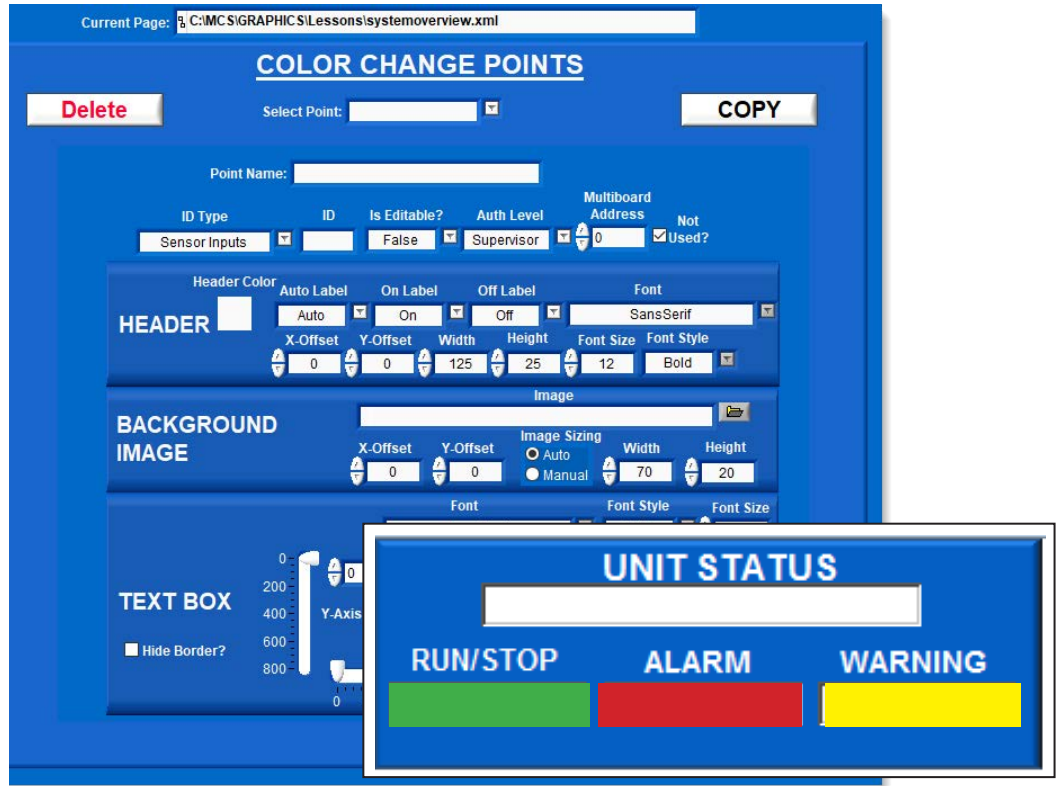 Current Page: C:\MCS\GRAPHICS\Lessons\systemoverview.xml
COLOR CHANGE POINTS
Delete Select Point: COPY
Point Name:
Multiboard
ID Type ID Is Editable? Auth Level Address Not
Sensor Inputs False Supervisor 0 Used?
Header Color Auto Label On Label Off Label Font
HEADER Auto On Off SansSerif
X-Offset Y-Offset Width Height Font Size Font Style
0 0 125 25 12 Bold
Image
BACKGROUND
IMAGE
X-Offset Y-Offset Image Sizing Width Height
Auto
0 0 Manual 70 20
Font Font Style Font Size
TEXT BOX
Hide Border?
0
200
400
600
800
0
Y-Axis
0
UNIT STATUS
RUN/STOP ALARM WARNING